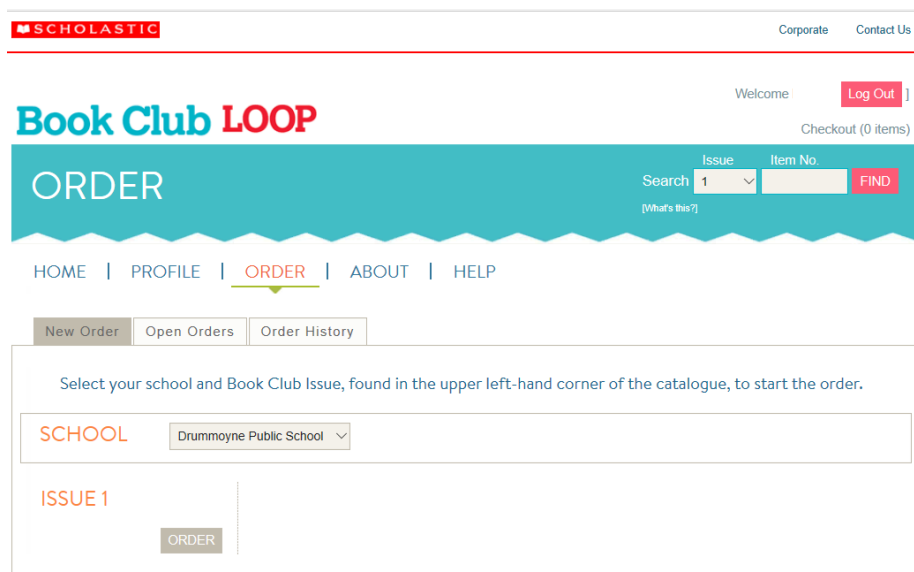 SCHOLASTIC
Corporate Contact Us
Welcome Log Out ]
Book Club LOOP
Checkout (0 items)
Issue Item No.
ORDER
Search 1 FIND
[What's this?]
HOME | PROFILE | ORDER | ABOUT | HELP
New Order Open Orders Order History
Select your school and Book Club Issue, found in the upper left-hand corner of the catalogue, to start the order.
SCHOOL Drummoyne Public School
ISSUE 1
ORDER